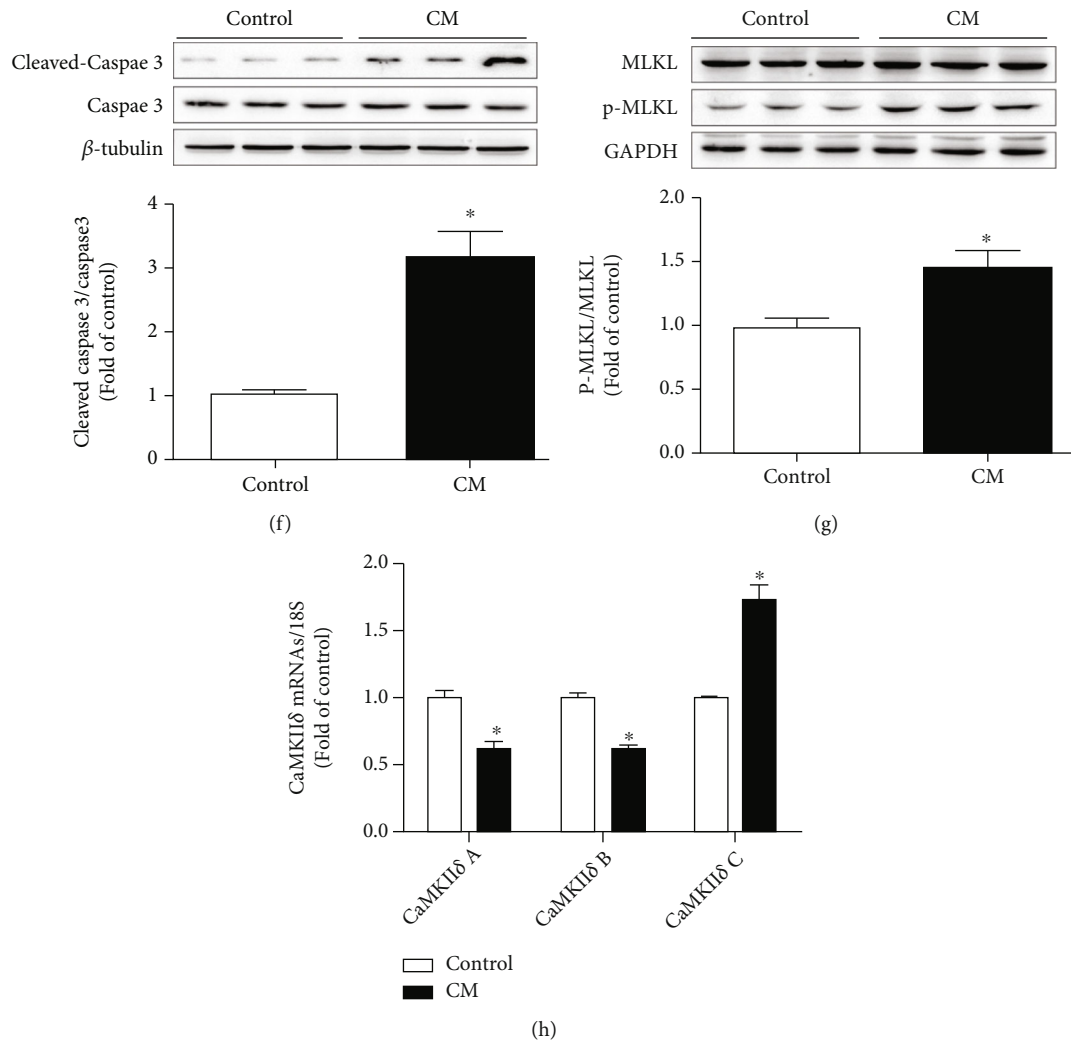 Control CM
Cleaved-Caspae 3
Caspae 3
β-tubulin
4
3
2
1
0
Cleaved caspase 3/caspase3
(Fold of control)
*
Control CM
(f)
Control CM
MLKL
p-MLKL
GAPDH
2.0
1.5
1.0
0.5
0.0
P-MLKL/MLKL
(Fold of control)
*
Control CM
(g)
2.0
1.5
1.0
0.5
0.0
CaMKIIδ mRNAs/18S
(Fold of control)
*
*
*
CaMKIIδ A
CaMKIIδ B
CaMKIIδ C
Control
CM
(h)